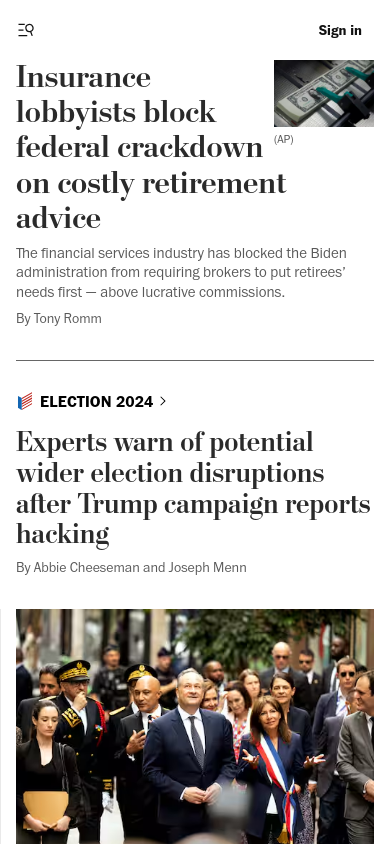 Sign in
Insurance
lobbyists block
federal crackdown
on costly retirement
advice
(AP)
The financial services industry has blocked the Biden
administration from requiring brokers to put retirees’
needs first — above lucrative commissions.
By Tony Romm
ELECTION 2024
Experts warn of potential
wider election disruptions
after Trump campaign reports
hacking
By Abbie Cheeseman and Joseph Menn